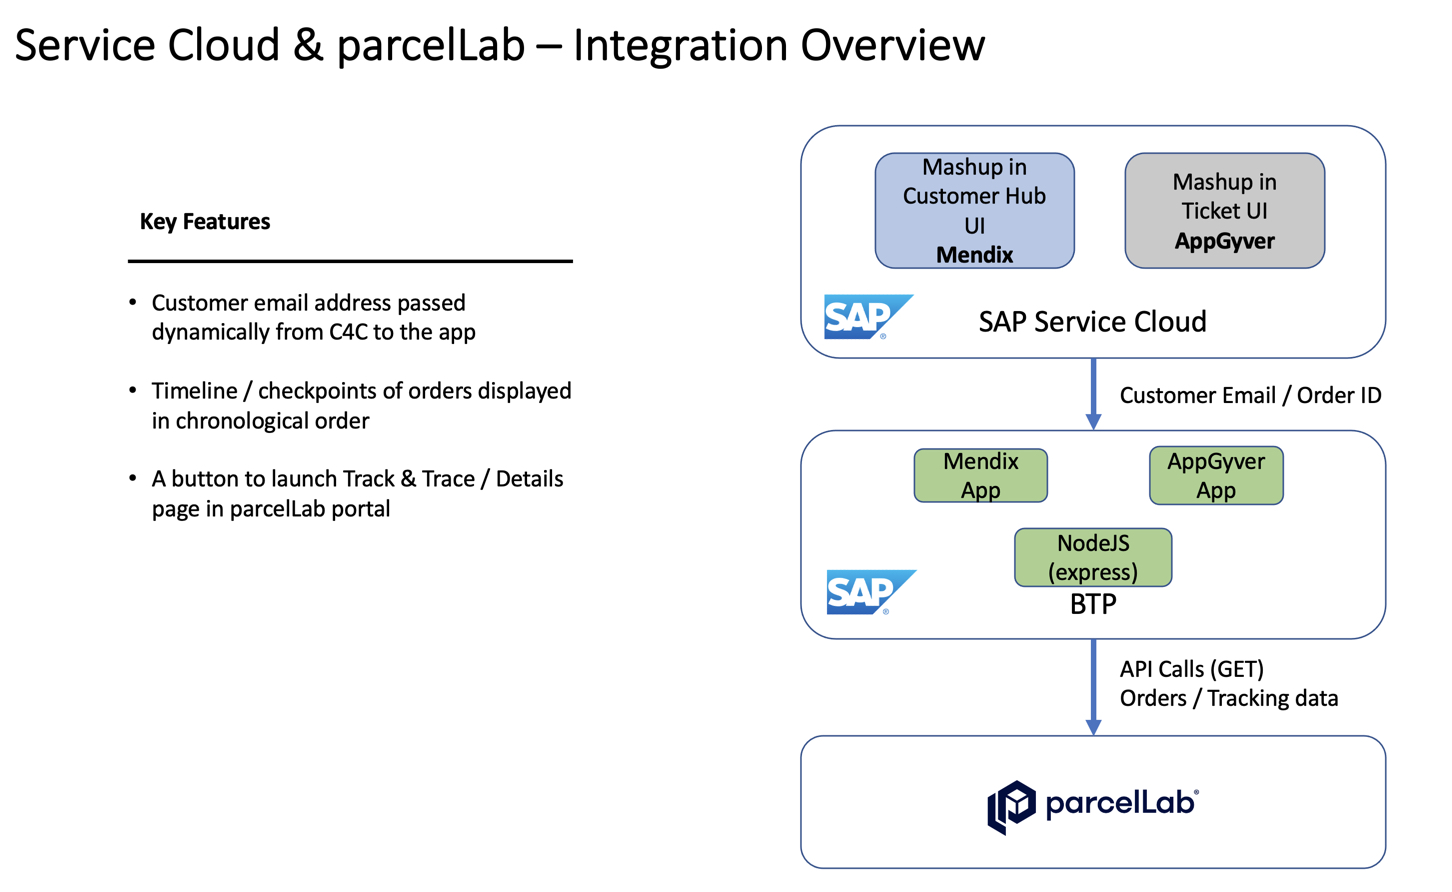 Service Cloud & parcelLab – Integration Overview
Key Features
• Customer email address passed
dynamically from C4C to the app
• Timeline / checkpoints of orders displayed
in chronological order
• A button to launch Track & Trace / Details
page in parcelLab portal
Mashup in
Customer Hub
UI
Mendix
Mashup in
Ticket UI
AppGyver
SAP®
SAP Service Cloud
Customer Email / Order ID
Mendix
App
AppGyver
App
NodeJS
(express)
SAP®
BTP
API Calls (GET)
Orders / Tracking data
parcelLab®